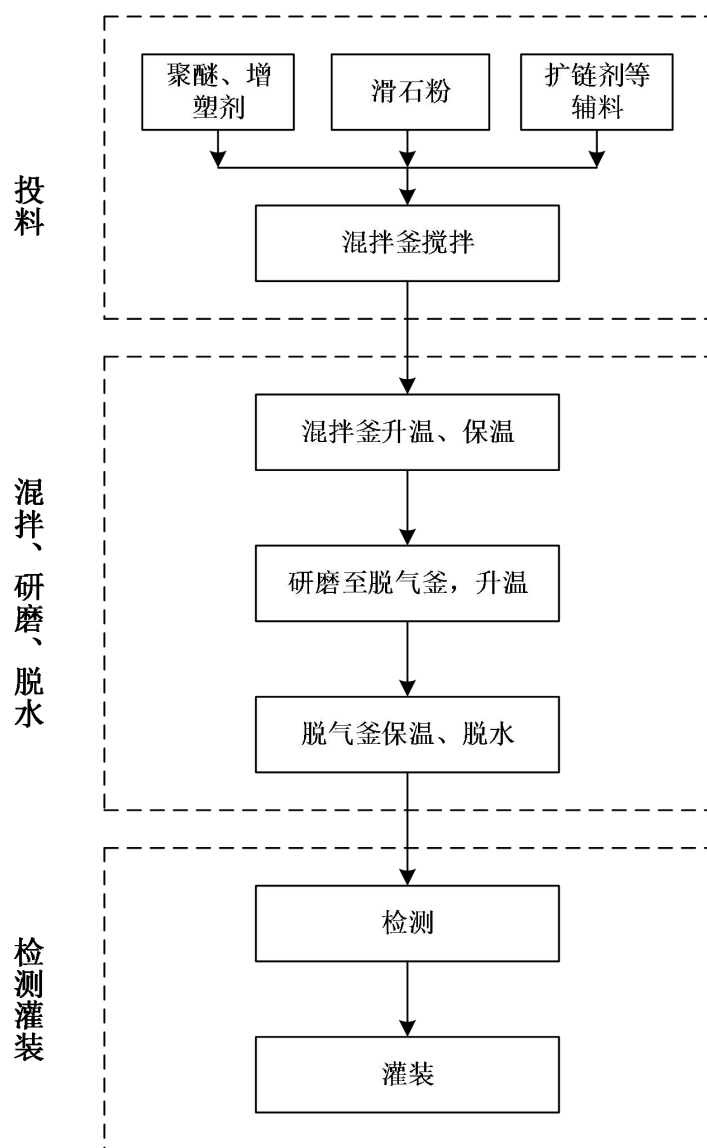 投料
聚醚、增
塑剂
滑石粉
扩链剂等
辅料
混拌釜搅拌
混拌、研磨、脱水
混拌釜升温、保温
研磨至脱气釜，升温
脱气釜保温、脱水
检测灌装
检测
灌装